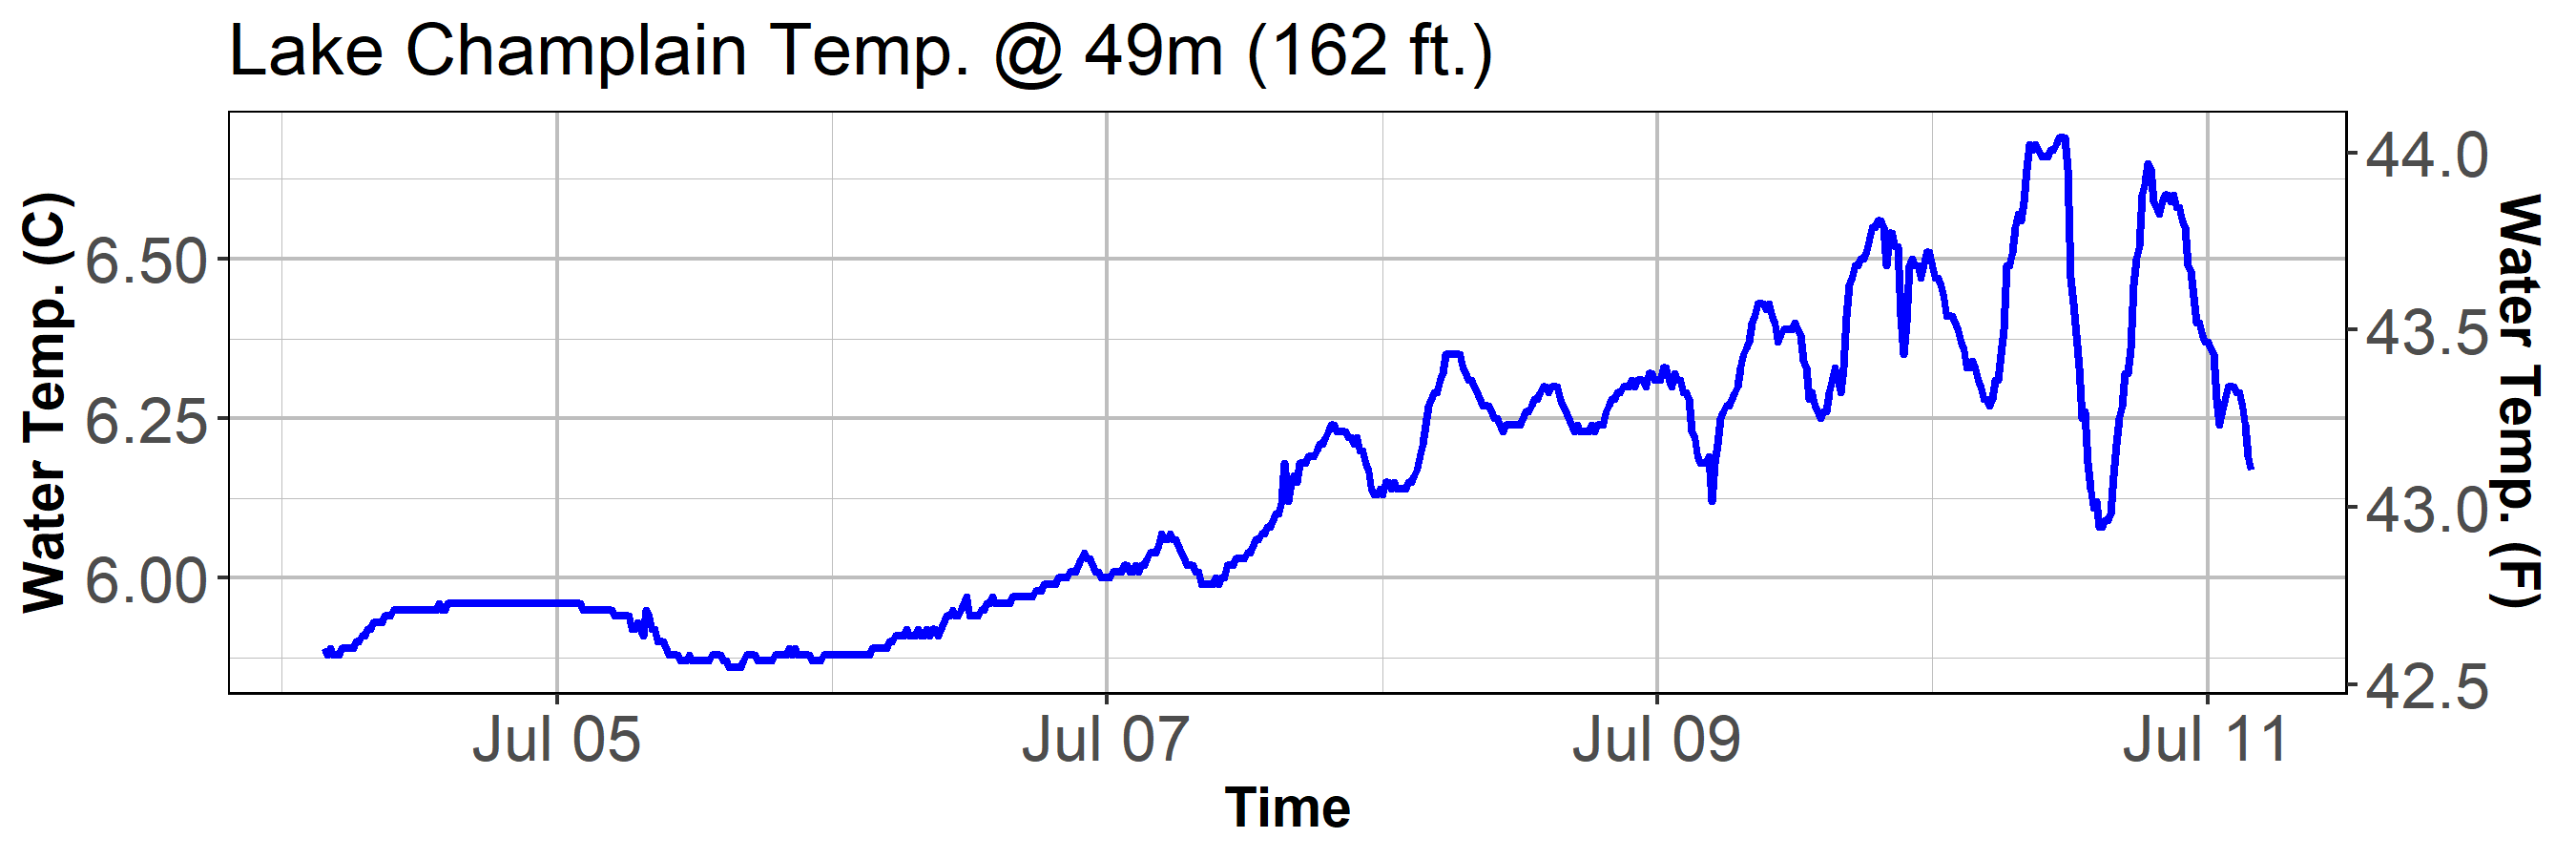 Lake Champlain Temp. @ 49m (162 ft.)
Water Temp. (C)
6.50
6.25
6.00
44.0
43.5
43.0
42.5
Water Temp. (F)
Jul 05
Jul 07
Jul 09
Jul 11
Time